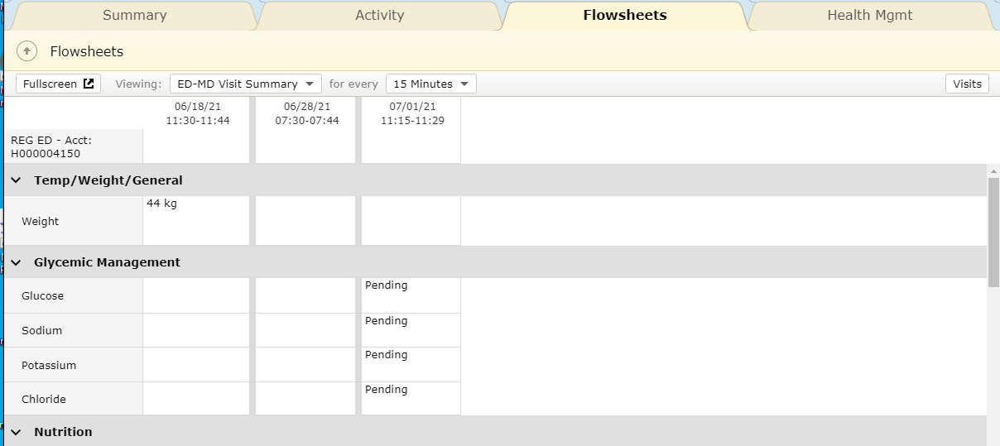 Summary Activity Flowsheets Health Mgmt
Flowsheets
Fullscreen Viewing: ED-MD Visit Summary for every 15 Minutes Visits
06/18/21 06/28/21 07/01/21
11:30-11:44 07:30-07:44 11:15-11:29
REG ED - Acct:
H000004150
Temp/Weight/General
44 kg
Weight
Glycemic Management
Pending
Glucose
Pending
Sodium
Pending
Potassium
Pending
Chloride
Nutrition